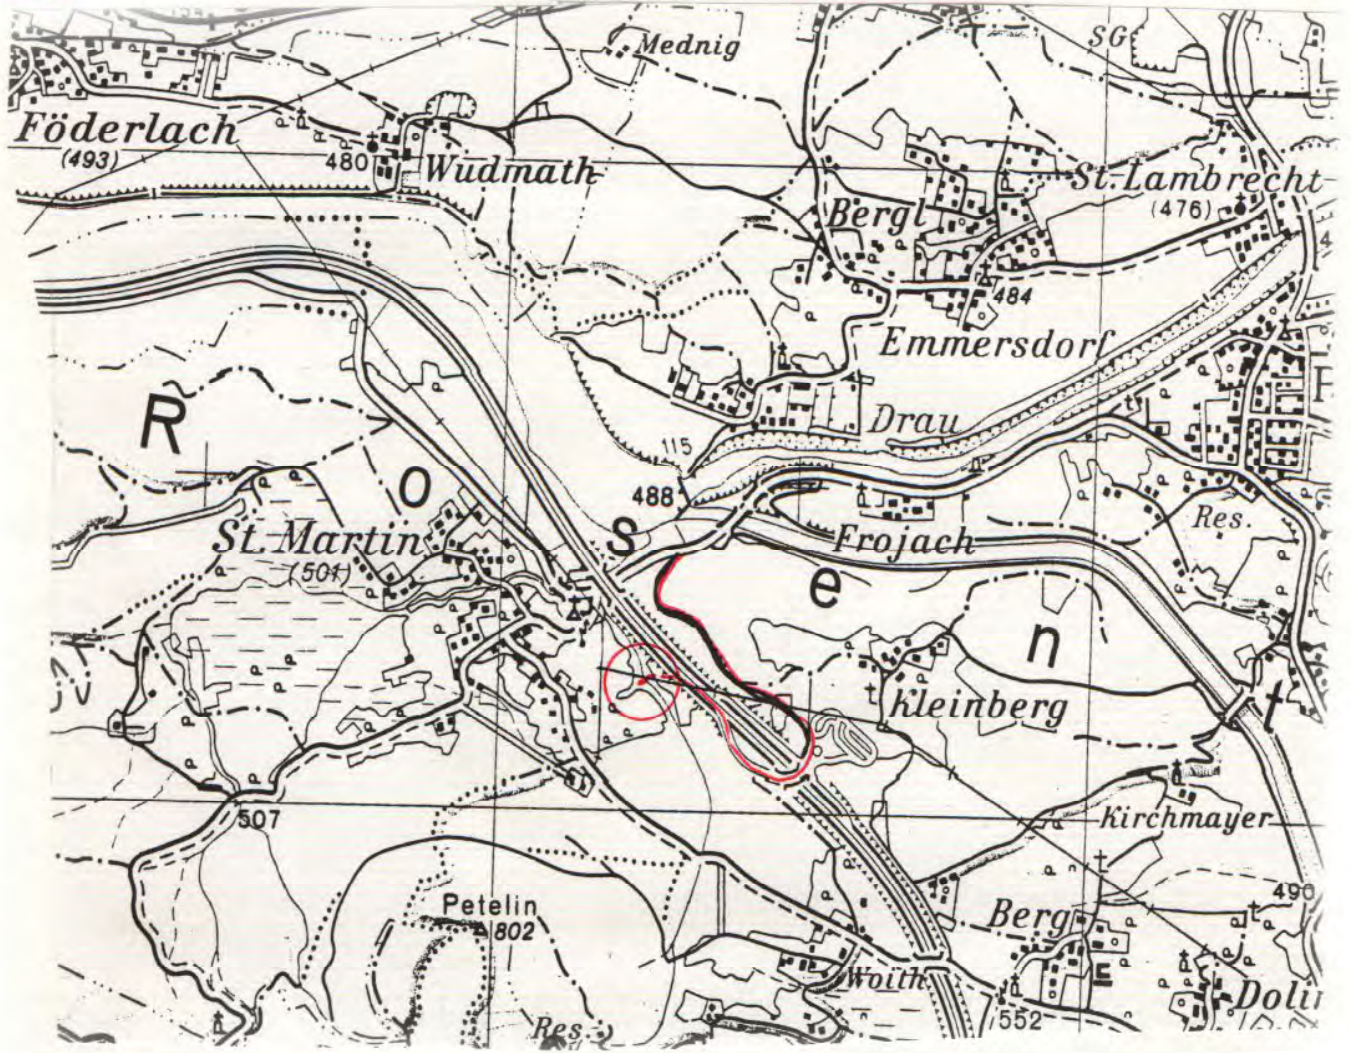 Mednig
SG
Föderlach
(493)
480
Wudmath
St. Lambrecht
(476)
Bergl
484
Emmersdorf
R
Drau
115
488
o
s
Res.
St. Martin
(501)
Frojach
e
n
Kleinberg
t
507
Kirchmayer
Petelin
802
490
Berg
Woith
552
Res.